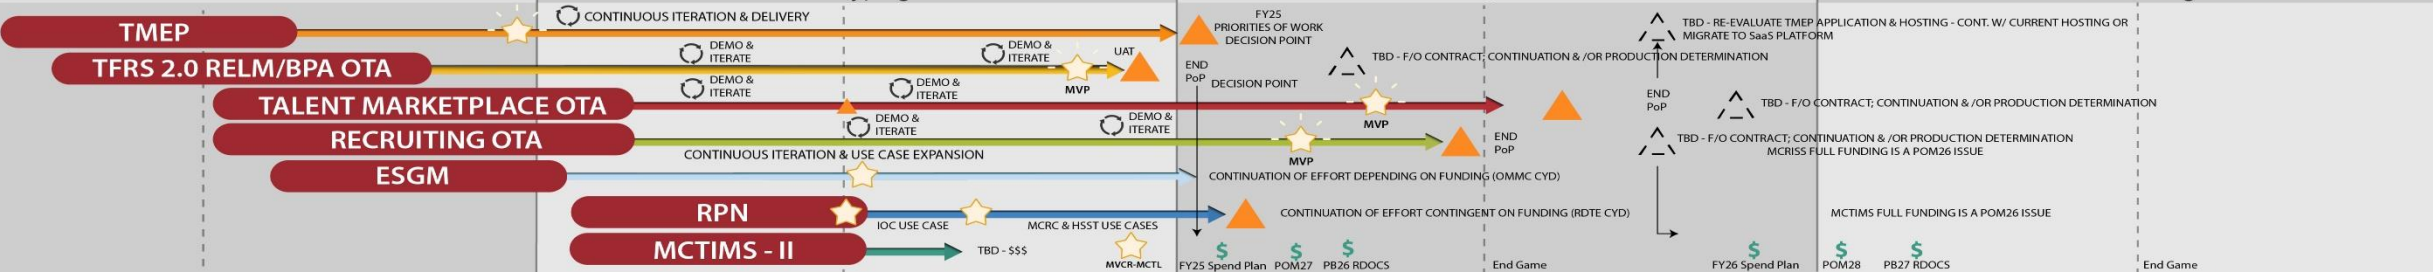 TMEP
CONTINUOUS ITERATION & DELIVERY
FY25
PRIORITIES OF WORK
DECISION POINT
TBD - RE-EVALUATE TMEP APPLICATION & HOSTING - CONT. W/ CURRENT HOSTING OR
MIGRATE TO SaaS PLATFORM
TFRS 2.0 RELM/BPA OTA
DEMO &
ITERATE
DEMO &
ITERATE
UAT
MVP
END
PoP
DECISION POINT
TBD - F/O CONTRACT; CONTINUATION & /OR PRODUCTION DETERMINATION
TALENT MARKETPLACE OTA
DEMO &
ITERATE
DEMO &
ITERATE
MVP
END
PoP
TBD - F/O CONTRACT; CONTINUATION & /OR PRODUCTION DETERMINATION
RECRUITING OTA
DEMO &
ITERATE
DEMO &
ITERATE
MVP
END
PoP
TBD - F/O CONTRACT; CONTINUATION & /OR PRODUCTION DETERMINATION
MCRISS FULL FUNDING IS A POM26 ISSUE
ESGM
CONTINUOUS ITERATION & USE CASE EXPANSION
CONTINUATION OF EFFORT DEPENDING ON FUNDING (OMMC CYD)
RPN
IOC USE CASE
MCRC & HSST USE CASES
CONTINUATION OF EFFORT CONTINGENT ON FUNDING (RDTE CYD)
MCTIMS FULL FUNDING IS A POM26 ISSUE
MCTIMS - II
TBD - $$$
MVCR-MCTL
$ $ $ $ $ $
FY25 Spend Plan POM27 PB26 RDOCS End Game FY26 Spend Plan POM28 PB27 RDOCS End Game